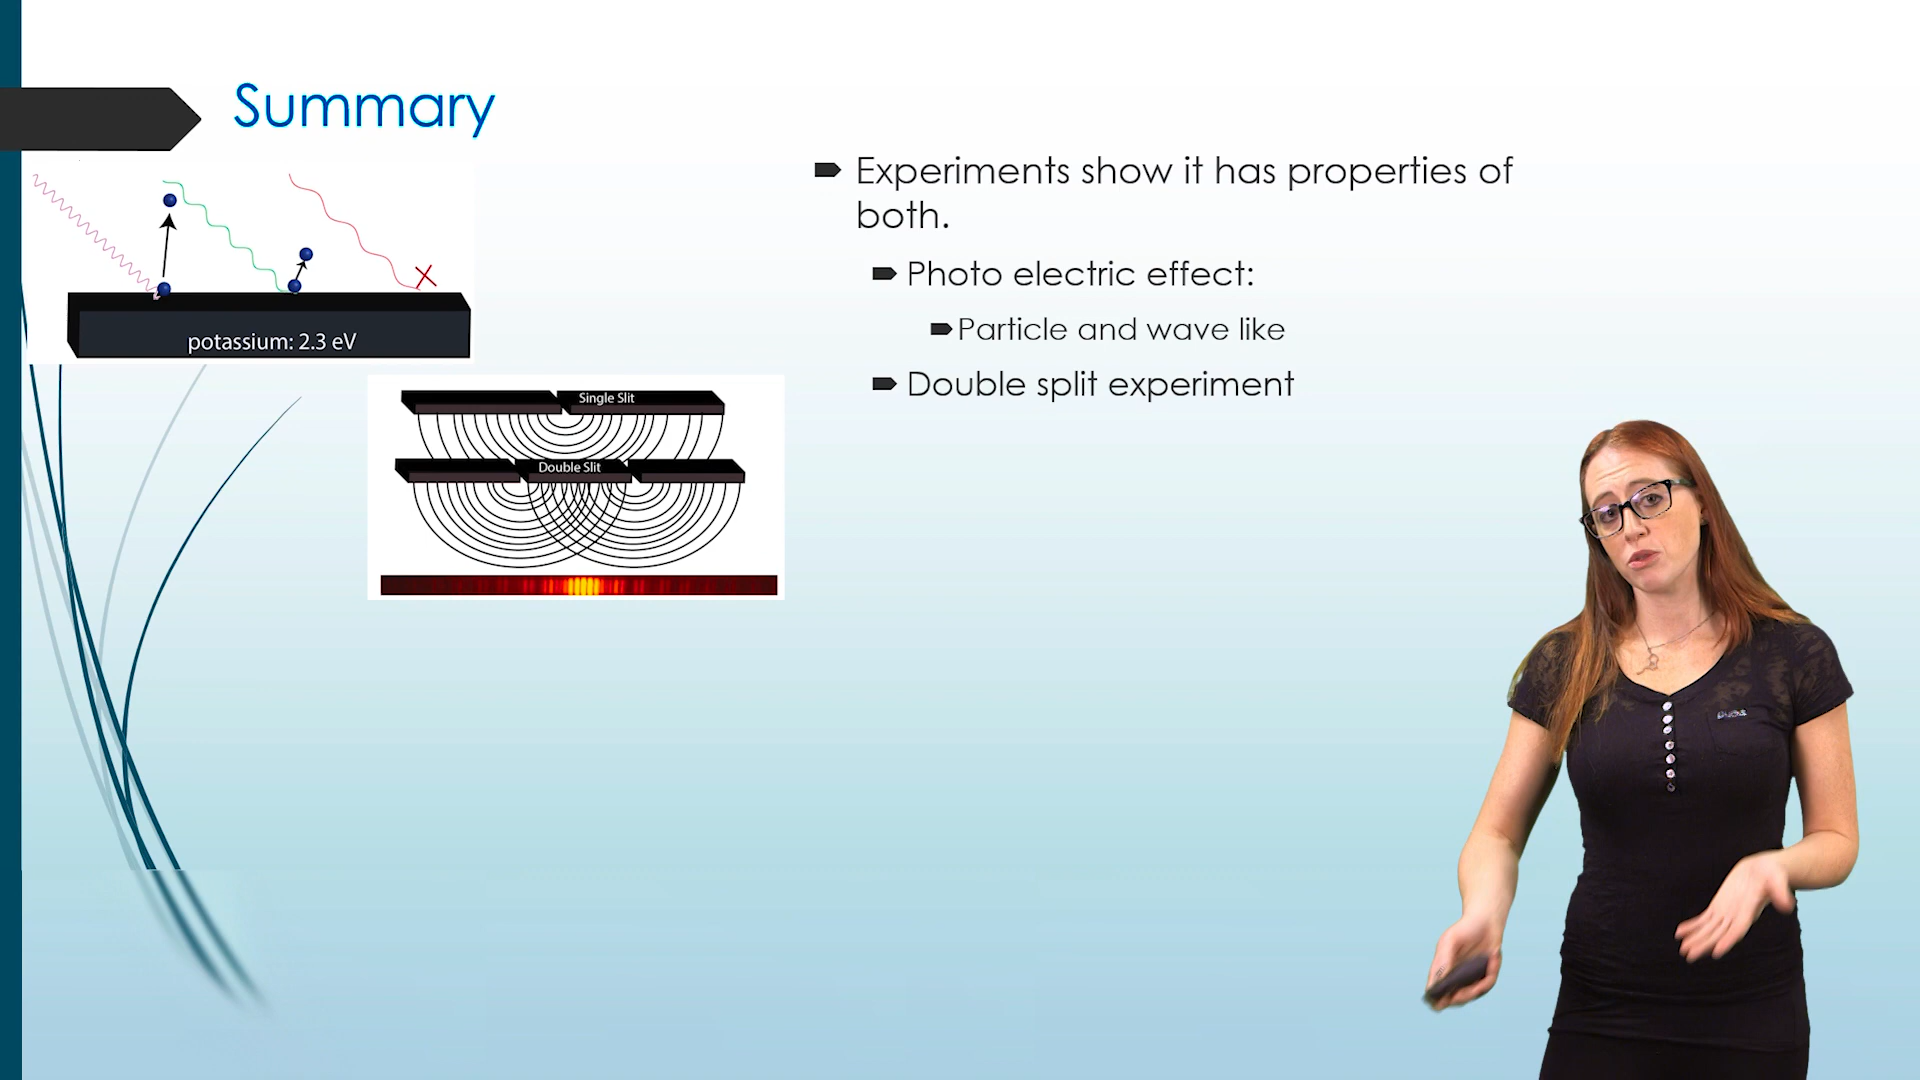 Summary
Experiments show it has properties of
both.
Photo electric effect:
Particle and wave like
Double split experiment
potassium: 2.3 eV
Single Slit
Double Slit